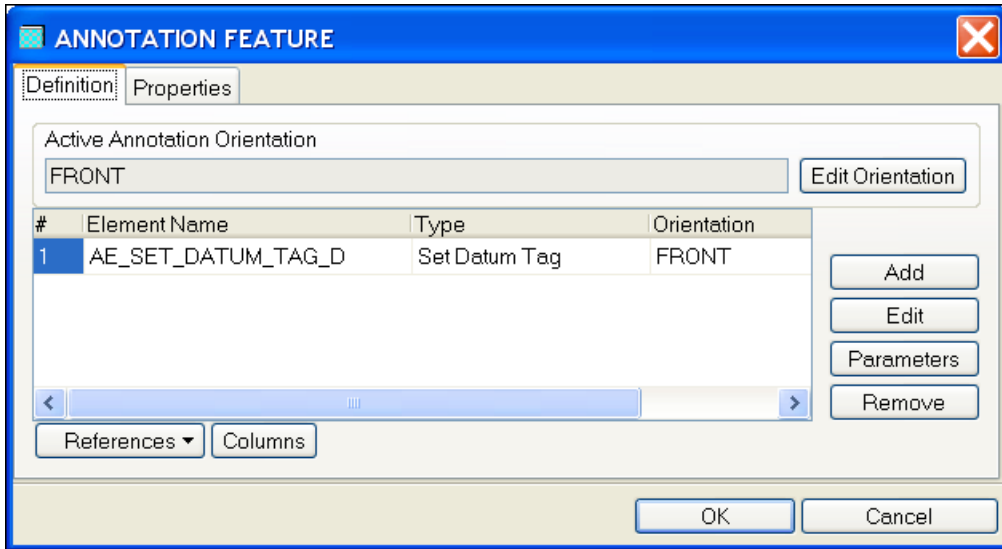 ANNOTATION FEATURE
Definition Properties
Active Annotation Orientation
FRONT Edit Orientation
# Element Name Type Orientation
1 AE_SET_DATUM_TAG_D Set Datum Tag FRONT
Add
Edit
Parameters
Remove
References Columns
OK Cancel